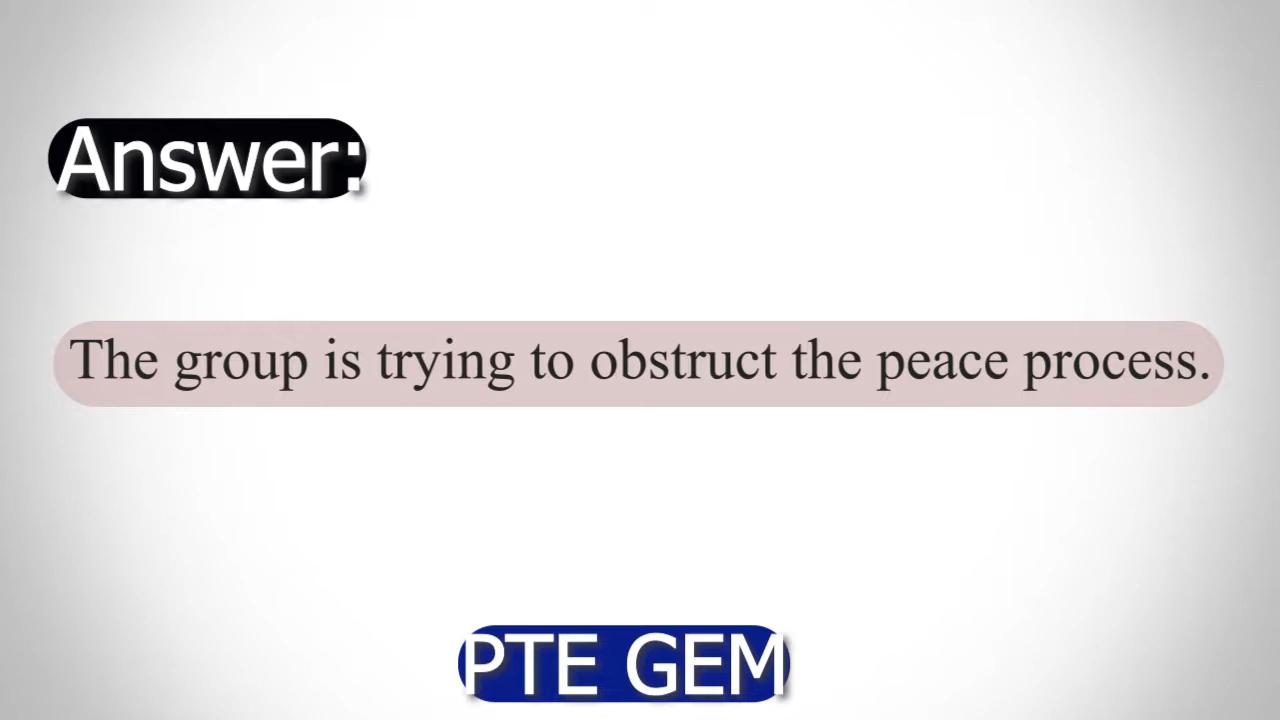 Answer:
The group is trying to obstruct the peace process.
PTE GEM